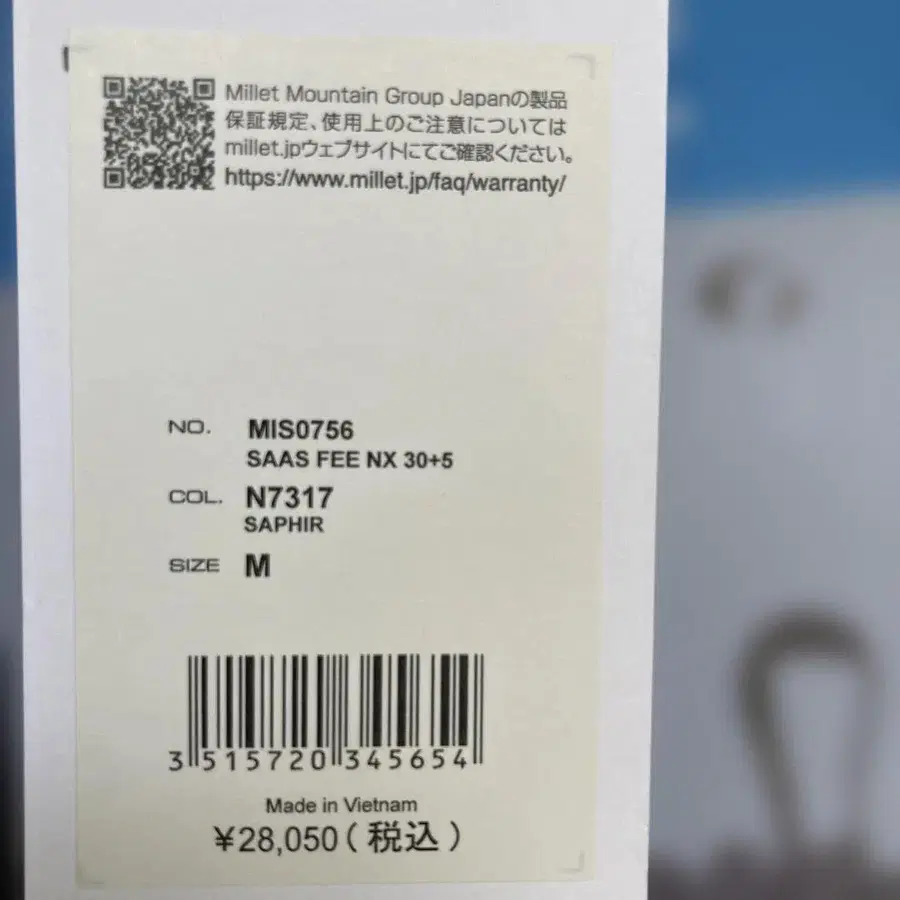 Millet Mountain Group Japanの製品
保証規定、使用上のご注意については
millet.jpウェブサイトにてご確認ください。
https://www.millet.jp/faq/warranty/
NO. MIS0756
SAAS FEE NX 30+5
COL. N7317
SAPHIR
SIZE M
3 515720 345654
Made in Vietnam
¥28,050(税込)